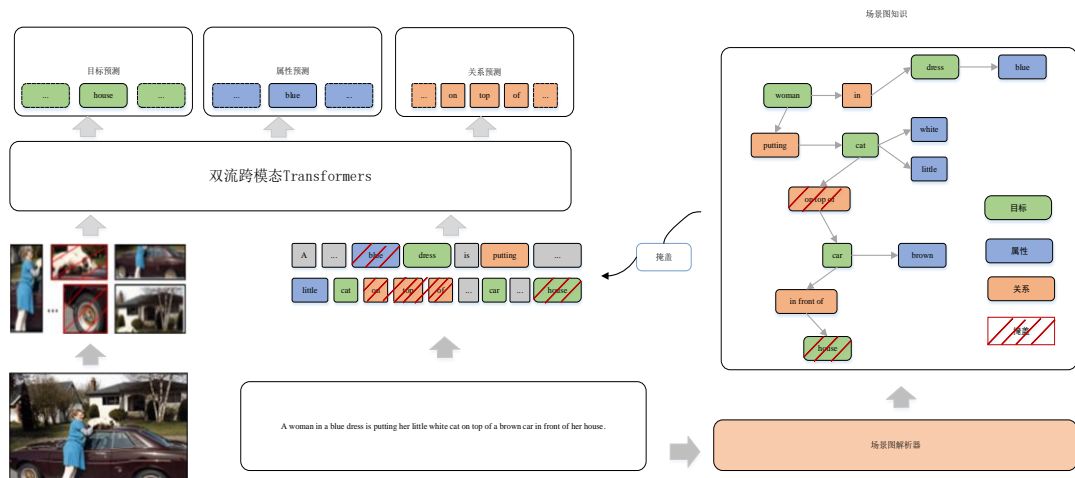 场景图知识
目标预测
... house ...
属性预测
... blue ...
关系预测
... on top of ...
双流跨模态Transformers
A ... blue dress is putting ...
little cat on top of ... car ... house
...
掩盖
A woman in a blue dress is putting her little white cat on top of a brown car in front of her house.
场景图解析器
dress blue
woman in
white
putting cat
little
on top of
car brown
in front of
house
目标
属性
关系
掩盖